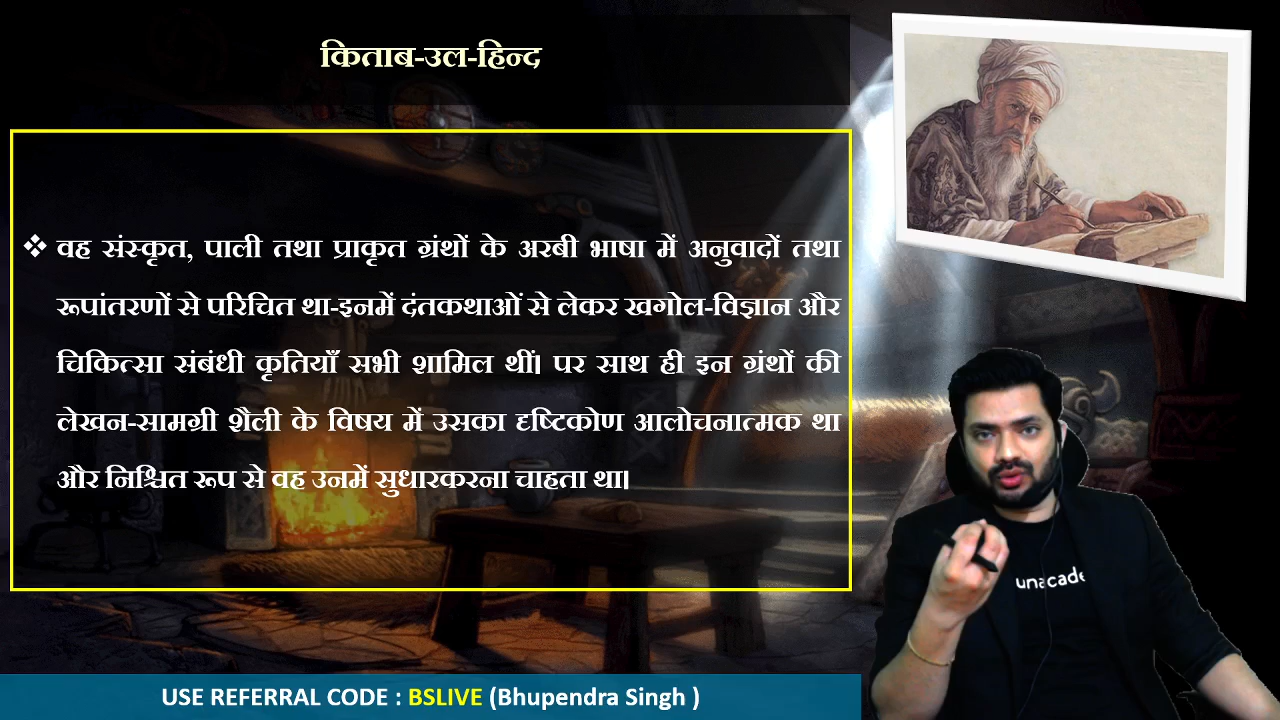 किताब-उल-हिन्द
❖ वह संस्कृत, पाली तथा प्राकृत ग्रंथों के अरबी भाषा में अनुवादों तथा
रूपांतरणों से परिचित था-इनमें दंतकथाओं से लेकर खगोल-विज्ञान और
चिकित्सा संबंधी कृतियाँ सभी शामिल थीं। पर साथ ही इन ग्रंथों की
लेखन-सामग्री शैली के विषय में उसका दृष्टिकोण आलोचनात्मक था
और निश्चित रूप से वह उनमें सुधारकरना चाहता था।
unacade
USE REFERRAL CODE : BSLIVE (Bhupendra Singh )